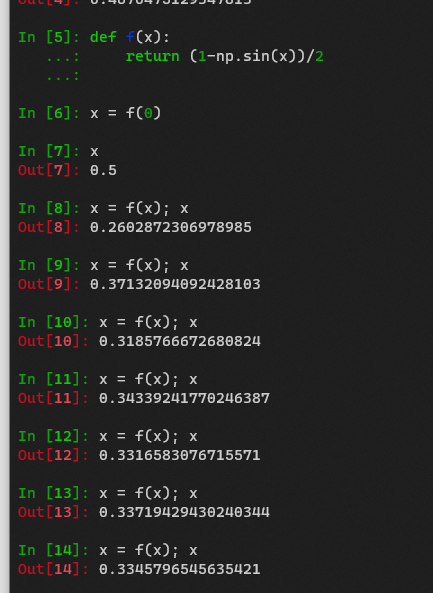 Out[4]: 0.4670473129347815
In [5]: def f(x):
   ...:     return (1-np.sin(x))/2
   ...:
In [6]: x = f(0)
In [7]: x
Out[7]: 0.5
In [8]: x = f(x); x
Out[8]: 0.2602872306978985
In [9]: x = f(x); x
Out[9]: 0.37132094092428103
In [10]: x = f(x); x
Out[10]: 0.3185766672680824
In [11]: x = f(x); x
Out[11]: 0.34339241770246387
In [12]: x = f(x); x
Out[12]: 0.3316583076715571
In [13]: x = f(x); x
Out[13]: 0.33719429430240344
In [14]: x = f(x); x
Out[14]: 0.3345796545635421